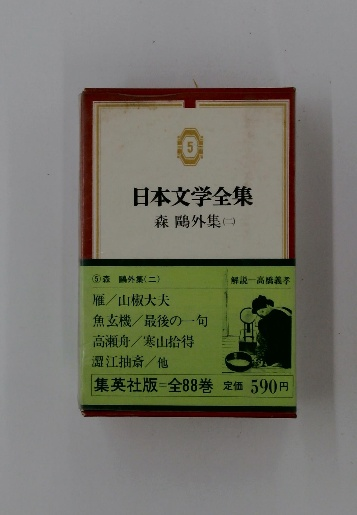 5
日本文学全集
森 鷗外集(二)
⑤森 鷗外集(二)
解説—高橋義孝
雁／山椒大夫
魚玄機／最後の一句
高瀬舟／寒山拾得
澀江抽斎／他
集英社版=全88巻 定価 590円